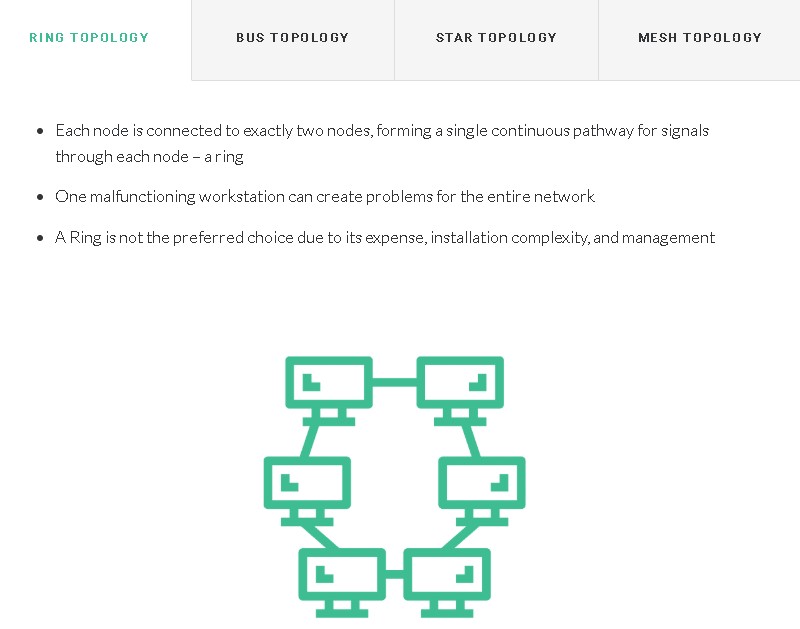 RING TOPOLOGY
BUS TOPOLOGY
STAR TOPOLOGY
MESH TOPOLOGY
• Each node is connected to exactly two nodes, forming a single continuous pathway for signals
through each node – a ring
• One malfunctioning workstation can create problems for the entire network
• A Ring is not the preferred choice due to its expense, installation complexity, and management